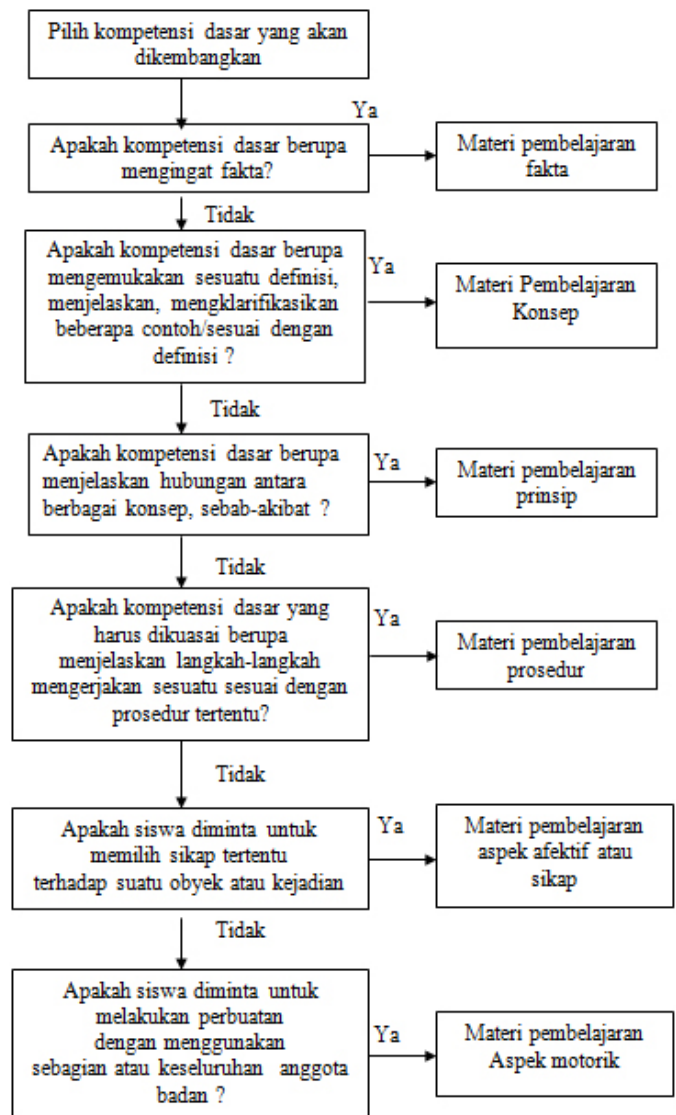 Pilih kompetensi dasar yang akan
dikembangkan
Ya
Apakah kompetensi dasar berupa
mengingat fakta?
Materi pembelajaran
fakta
Tidak
Apakah kompetensi dasar berupa
mengemukakan sesuatu definisi,
menjelaskan, mengklarifikasikan
beberapa contoh/sesuai dengan
definisi ?
Ya
Materi Pembelajaran
Konsep
Tidak
Apakah kompetensi dasar berupa
menjelaskan hubungan antara
berbagai konsep, sebab-akibat ?
Ya
Materi pembelajaran
prinsip
Tidak
Apakah kompetensi dasar yang
harus dikuasai berupa
menjelaskan langkah-langkah
mengerjakan sesuatu sesuai dengan
prosedur tertentu?
Ya
Materi pembelajaran
prosedur
Tidak
Apakah siswa diminta untuk
memilih sikap tertentu
terhadap suatu obyek atau kejadian
Ya
Materi pembelajaran
aspek afektif atau
sikap
Tidak
Apakah siswa diminta untuk
melakukan perbuatan
dengan menggunakan
sebagian atau keseluruhan anggota
badan ?
Ya
Materi pembelajaran
Aspek motorik